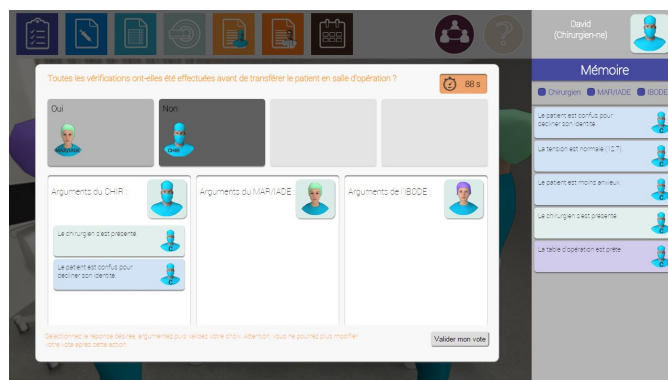 David
(Chirurgien-ne)
Mémoire
Chirurgien MAR/IADE IBODE
Toutes les vérifications ont-elles été effectuées avant de transférer le patient en salle d'opération ?
88 s
Oui
Non
MAR/IADE
CHIR
Arguments du CHIR :
Arguments du MAR/IADE :
Arguments de l'IBODE :
Le chirurgien s'est présenté.
C
Le patient est confus pour
décliner son identité.
C
Sélectionnez la réponse désirée, argumentez puis validez votre choix. Attention, vous ne pourrez plus modifier
votre vote après cette action.
Valider mon vote
Le patient est confus pour
décliner son identité.
C
La tension est normale (12.7).
C
Le patient est moins anxieux.
C
Le chirurgien s'est présenté.
C
La table d'opération est prête
C